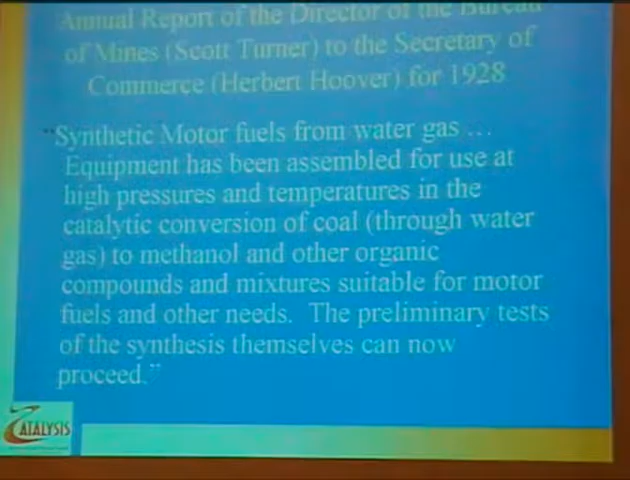 Annual Report of the Director of the Bureau
of Mines (Scott Turner) to the Secretary of
Commerce (Herbert Hoover) for 1928
"Synthetic Motor fuels from water gas ...
Equipment has been assembled for use at
high pressures and temperatures in the
catalytic conversion of coal (through water
gas) to methanol and other organic
compounds and mixtures suitable for motor
fuels and other needs. The preliminary tests
of the synthesis themselves can now
proceed."
CATALYSIS